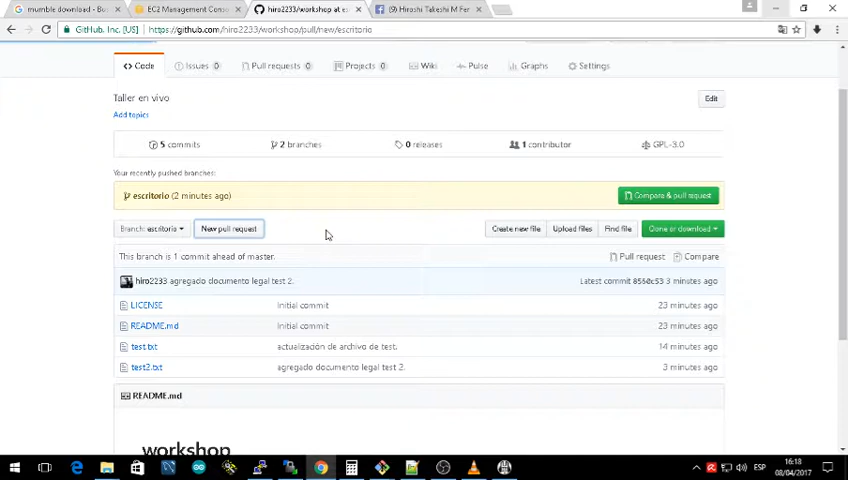 mumble download - Bu
EC2 Management Cons
hiro2233/workshop at es
(3) Hiroshi Takeshi M Fer
GitHub, Inc. [US]
https://github.com/hiro2233/workshop/pull/new/escritorio
Code
Issues 0
Pull requests 0
Projects 0
Wiki
Pulse
Graphs
Settings
Taller en vivo
Edit
Add topics
5 commits
2 branches
0 releases
1 contributor
GPL-3.0
Your recently pushed branches:
escritorio (2 minutes ago)
Compare & pull request
Branch: escritorio
New pull request
Create new file
Upload files
Find file
Clone or download
This branch is 1 commit ahead of master.
Pull request
Compare
hiro2233 agregado documento legal test 2.
Latest commit 8560c53 3 minutes ago
LICENSE
Initial commit
23 minutes ago
README.md
Initial commit
23 minutes ago
test.txt
actualización de archivo de test.
14 minutes ago
test2.txt
agregado documento legal test 2.
3 minutes ago
README.md
workshop
ESP
16:18
08/04/2017